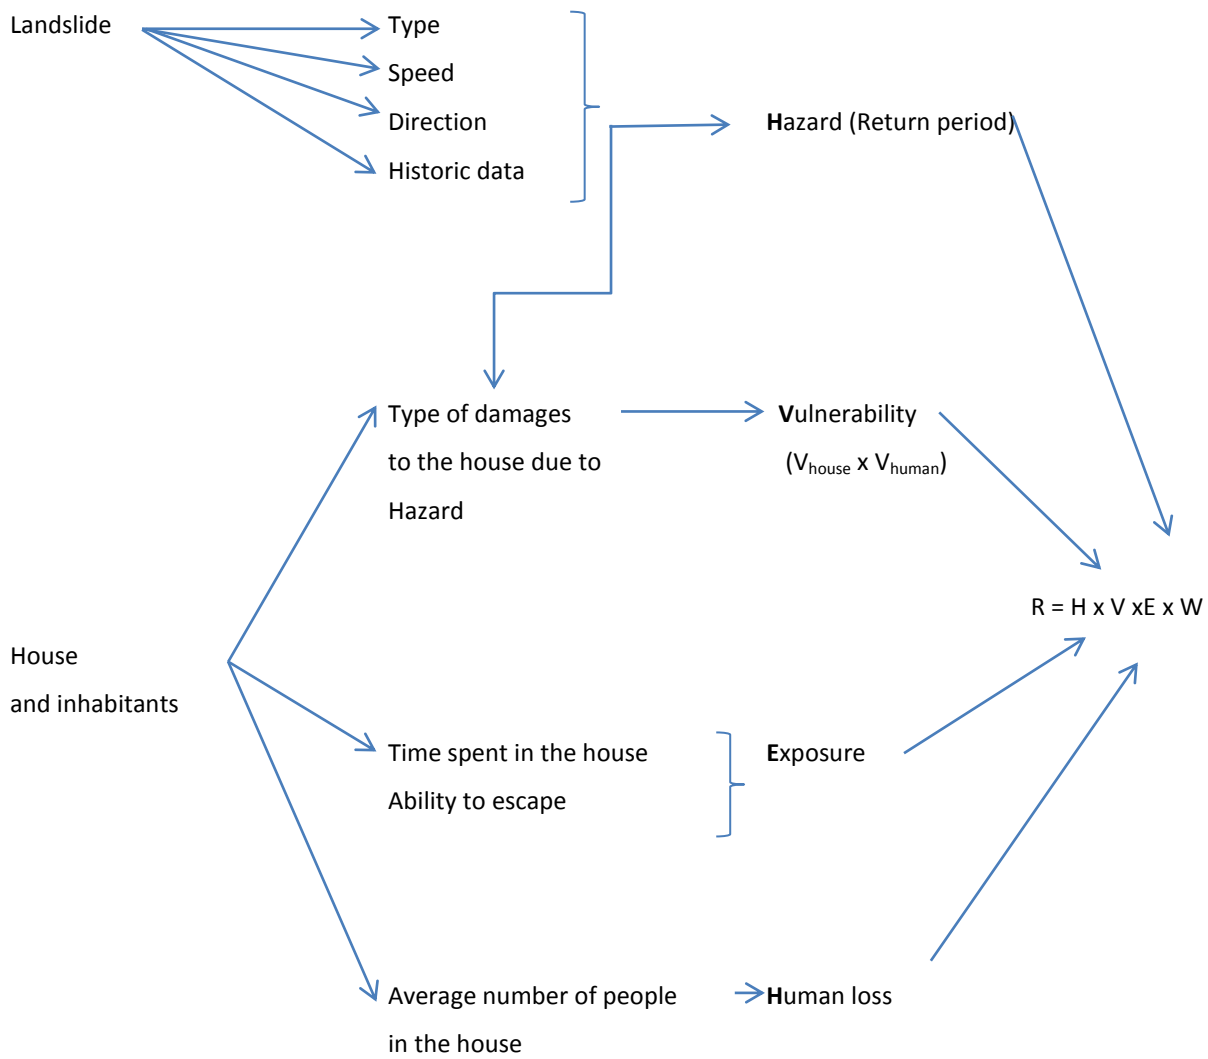 Landslide
Type
Speed
Direction
Historic data
Hazard (Return period)
Type of damages
to the house due to
Hazard
Vulnerability
(Vhouse x Vhuman)
R = H x V xE x W
House
and inhabitants
Time spent in the house
Ability to escape
Exposure
Average number of people
in the house
Human loss